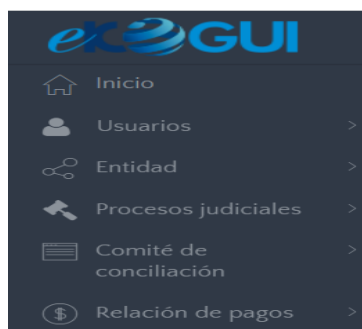 eKOGUI
Inicio
Usuarios >
Entidad >
Procesos judiciales >
Comité de >
conciliación
Relación de pagos >